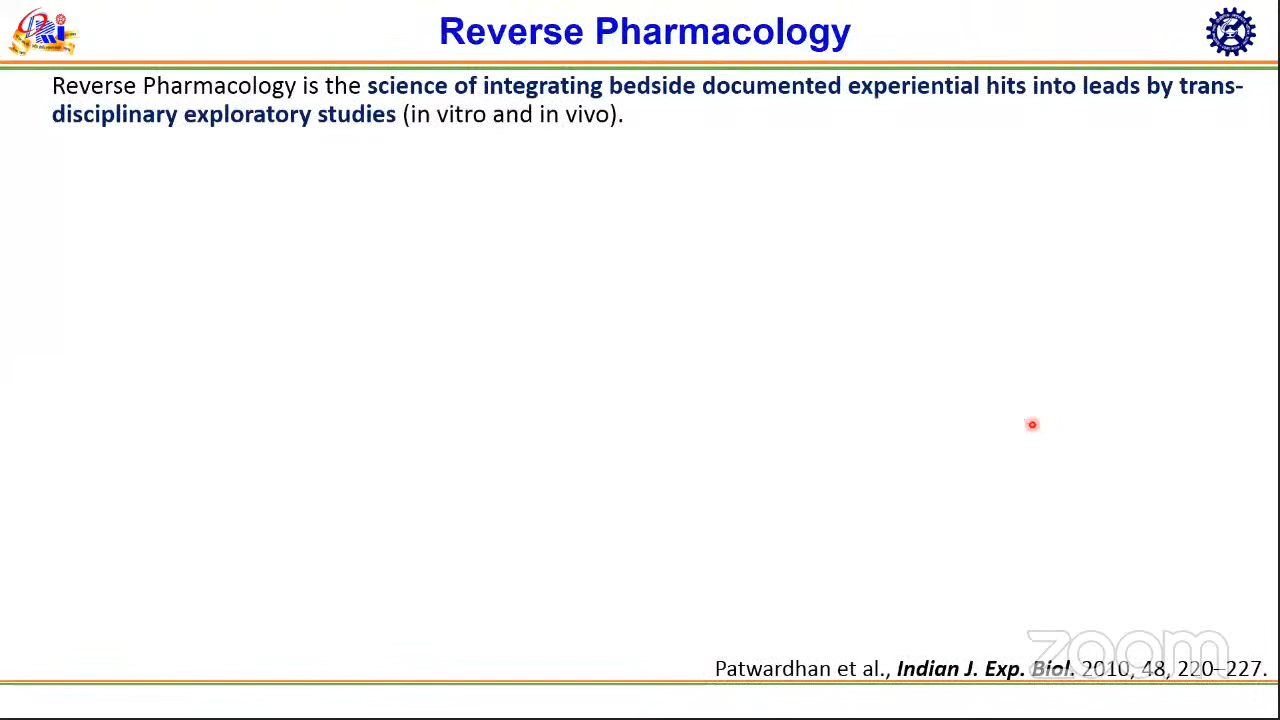 Reverse Pharmacology
Reverse Pharmacology is the science of integrating bedside documented experiential hits into leads by trans-
disciplinary exploratory studies (in vitro and in vivo).
zoom
Patwardhan et al., Indian J. Exp. Biol. 2010, 48, 220–227.